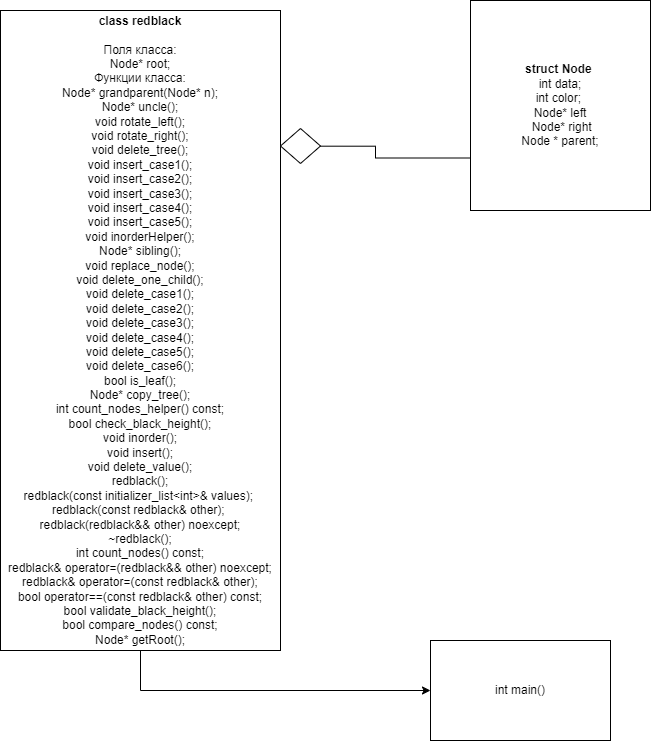 class redblack
Поля класса:
Node* root;
Функции класса:
Node* grandparent(Node* n);
Node* uncle();
void rotate_left();
void rotate_right();
void delete_tree();
void insert_case1();
void insert_case2();
void insert_case3();
void insert_case4();
void insert_case5();
void inorderHelper();
Node* sibling();
void replace_node();
void delete_one_child();
void delete_case1();
void delete_case2();
void delete_case3();
void delete_case4();
void delete_case5();
void delete_case6();
bool is_leaf();
Node* copy_tree();
int count_nodes_helper() const;
bool check_black_height();
void inorder();
void insert();
void delete_value();
redblack();
redblack(const initializer_list<int>& values);
redblack(const redblack& other);
redblack(redblack&& other) noexcept;
~redblack();
int count_nodes() const;
redblack& operator=(redblack&& other) noexcept;
redblack& operator=(const redblack& other);
bool operator==(const redblack& other) const;
bool validate_black_height();
bool compare_nodes() const;
Node* getRoot();
struct Node
int data;
int color;
Node* left
Node* right
Node * parent;
int main()